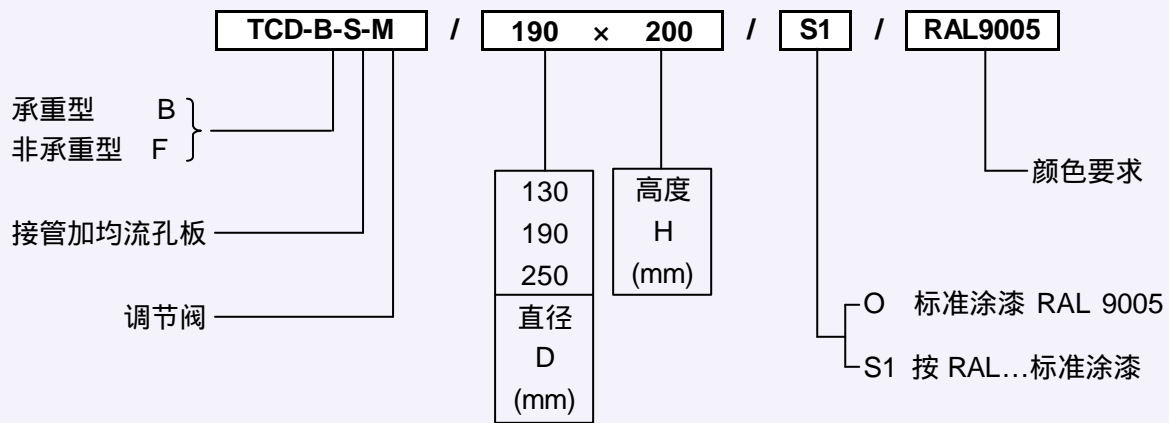 TCD-B-S-M / 190 × 200 / S1 / RAL9005
承重型 B
非承重型 F
接管加均流孔板
调节阀
130
190
250
直径
D
(mm)
高度
H
(mm)
颜色要求
O 标准涂漆 RAL 9005
S1 按 RAL…标准涂漆